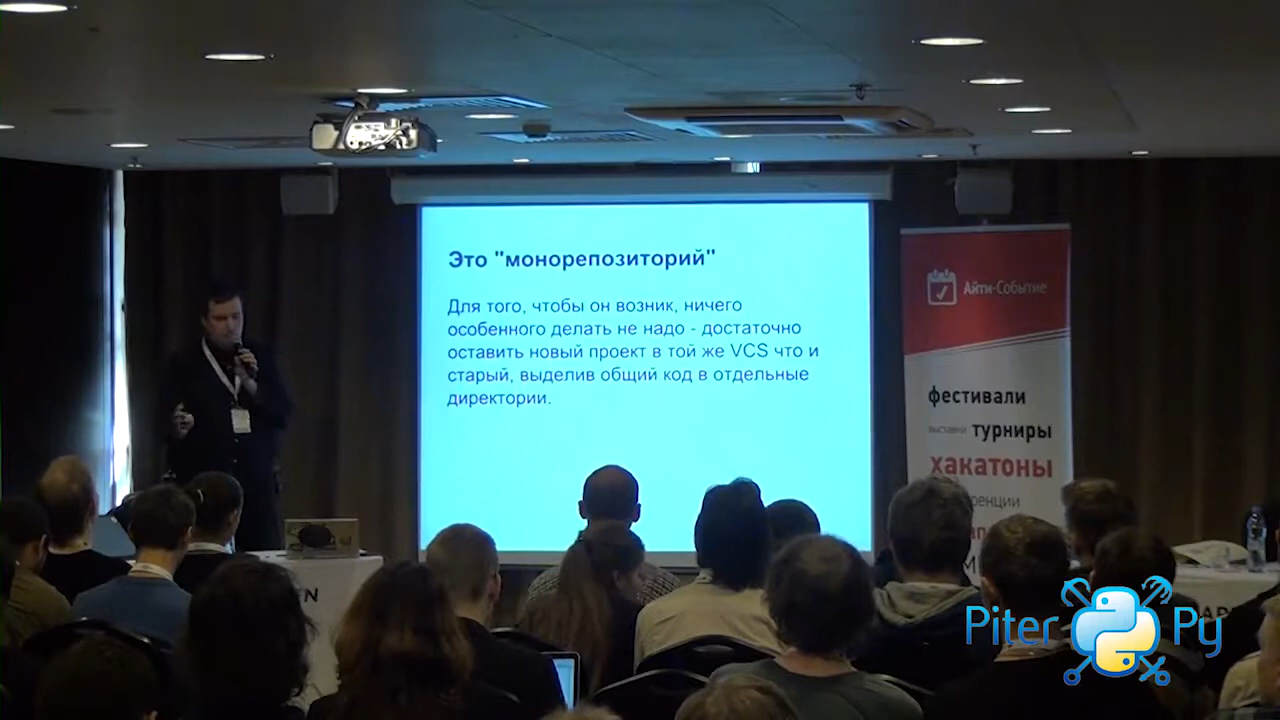 Это "монорепозиторий"
Для того, чтобы он возник, ничего
особенного делать не надо - достаточно
оставить новый проект в той же VCS что и
старый, выделив общий код в отдельные
директории.
Айти-Событие
фестивали
выставки турниры
хакатоны
Piter Py